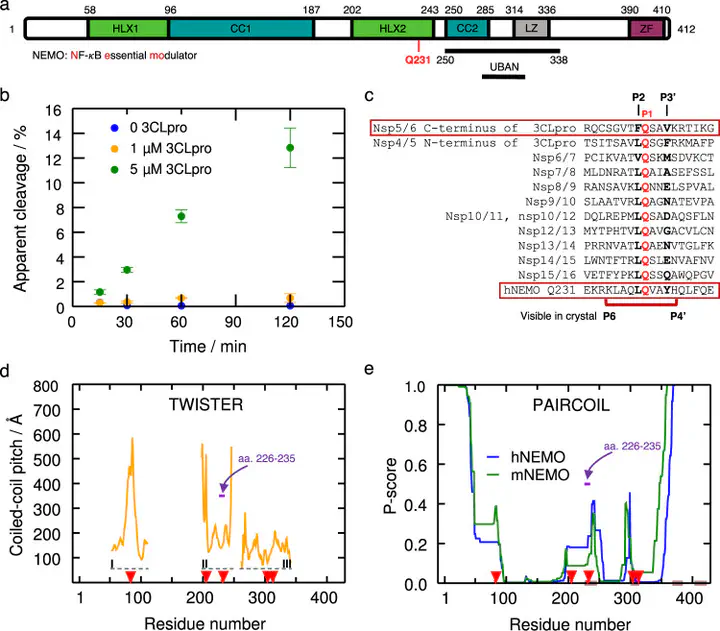 a
58 96 187 202 243 250 285 314 336 390 410
1 HLX1 CC1 HLX2 CC2 LZ ZF 412
NEMO: NF-κB essential modulator
Q231 250 338
UBAN
b
Apparent cleavage / %
16
14
12
10
8
6
4
2
0
0 3CLpro
1 μM 3CLpro
5 μM 3CLpro
0 30 60 90 120 150
Time / min
c
P2 P3'
P1
Nsp5/6 C-terminus of 3CLpro RQCSGVTFQSAVKRTIKG
Nsp4/5 N-terminus of 3CLpro TSITSAVLQSGFRKMAFP
Nsp6/7 PCIKVATVQSKMSDVKCT
Nsp7/8 MLDNRATLQAIASEFSSL
Nsp8/9 RANSAVKLQNNELSPVAL
Nsp9/10 SLAATVRLQAGNATEVPA
Nsp10/11, nsp10/12 DQLREPMLQSADAQSFLN
Nsp12/13 MYTPHTVLQAVGACVLCN
Nsp13/14 PRRNVATLQAENVTGLFK
Nsp14/15 LWNTFTRLQSLENVAFNV
Nsp15/16 VETFYPKLQSSQAWQPGV
hNEMO Q231 EKRKLAQLQVAYHQLFQE
Visible in crystal P6 P4'
d
Coiled-coil pitch / Å
800
700
600
500
400
300
200
100
TWISTER
aa. 226-235
1 100 200 300 400
Residue number
e
P-score
1.0
0.8
0.6
0.4
0.2
0.0
PAIRCOIL
hNEMO
mNEMO
aa. 226-235
1 100 200 300 400
Residue number